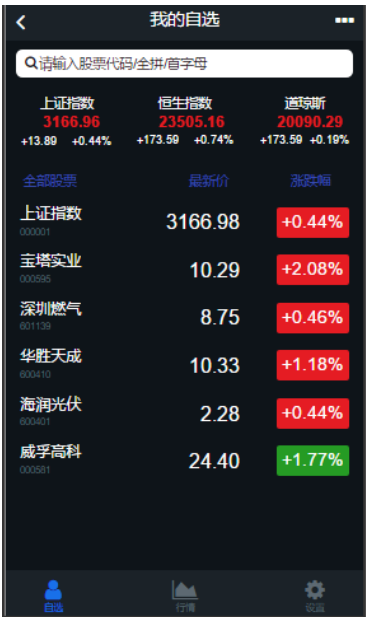 我的自选
请输入股票代码/全拼/首字母
上证指数 恒生指数 道琼斯
3166.96 23505.16 20090.29
+13.89 +0.44% +173.59 +0.74% +173.59 +0.19%
全部股票 最新价 涨跌幅
上证指数 3166.98 +0.44%
000001
宝塔实业 10.29 +2.08%
000595
深圳燃气 8.75 +0.46%
601139
华胜天成 10.33 +1.18%
600410
海润光伏 2.28 +0.44%
600401
威孚高科 24.40 +1.77%
000581
自选 行情 设置